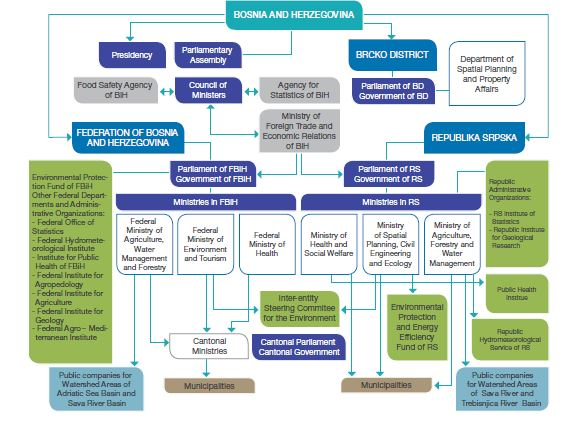 BOSNIA AND HERZEGOVINA
Presidency
Parliamentary
Assembly
BRCKO DISTRICT
Department of
Spatial Planning
and Property
Affairs
Food Safety Agency
of BiH
Council of
Ministers
Agency for
Statistics of BiH
Parliament of BD
Government of BD
Ministry of
Foreign Trade and
Economic Relations
of BiH
FEDERATION OF BOSNIA
AND HERZEGOVINA
REPUBLIKA SRPSKA
Environmental Protec-
tion Fund of FBiH
Other Federal Depart-
ments and Adminis-
trative Organizations:
- Federal Office of
Statistics
- Federal Hydromete-
orological Institute
- Institute for Public
Health of FBiH
- Federal Institute for
Agropedology
- Federal Institute for
Agriculture
- Federal Institute for
Geology
- Federal Agro - Medi-
terranean Institute
Parliament of FBiH
Government of FBiH
Parliament of RS
Government of RS
Republic
Administrative
Organizations:
- RS Institute of
Statistics
- Republic Institute
for Geological
Research
Ministries in FBiH
Ministries in RS
Federal
Ministry of
Agriculture,
Water
Management
and Forestry
Federal
Ministry of
Environment
and Tourism
Federal
Ministry of
Health
Ministry of
Health and
Social Welfare
Ministry
of Spatial
Planning, Civil
Engineering
and Ecology
Ministry of
Agriculture,
Forestry and
Water
Management
Public Health
Institue
Inter-entity
Steering Commitee
for the Environment
Environmental
Protection
and Energy
Efficiency
Fund of RS
Republic
Hydrometeorological
Service of RS
Cantonal
Ministries
Cantonal Parliament
Cantonal Government
Public companies for
Watershed Areas of
Adriatic Sea Basin and
Sava River Basin
Municipalities
Municipalities
Public companies
for Watershed Areas
of Sava River and
Trebisnjica River Basin